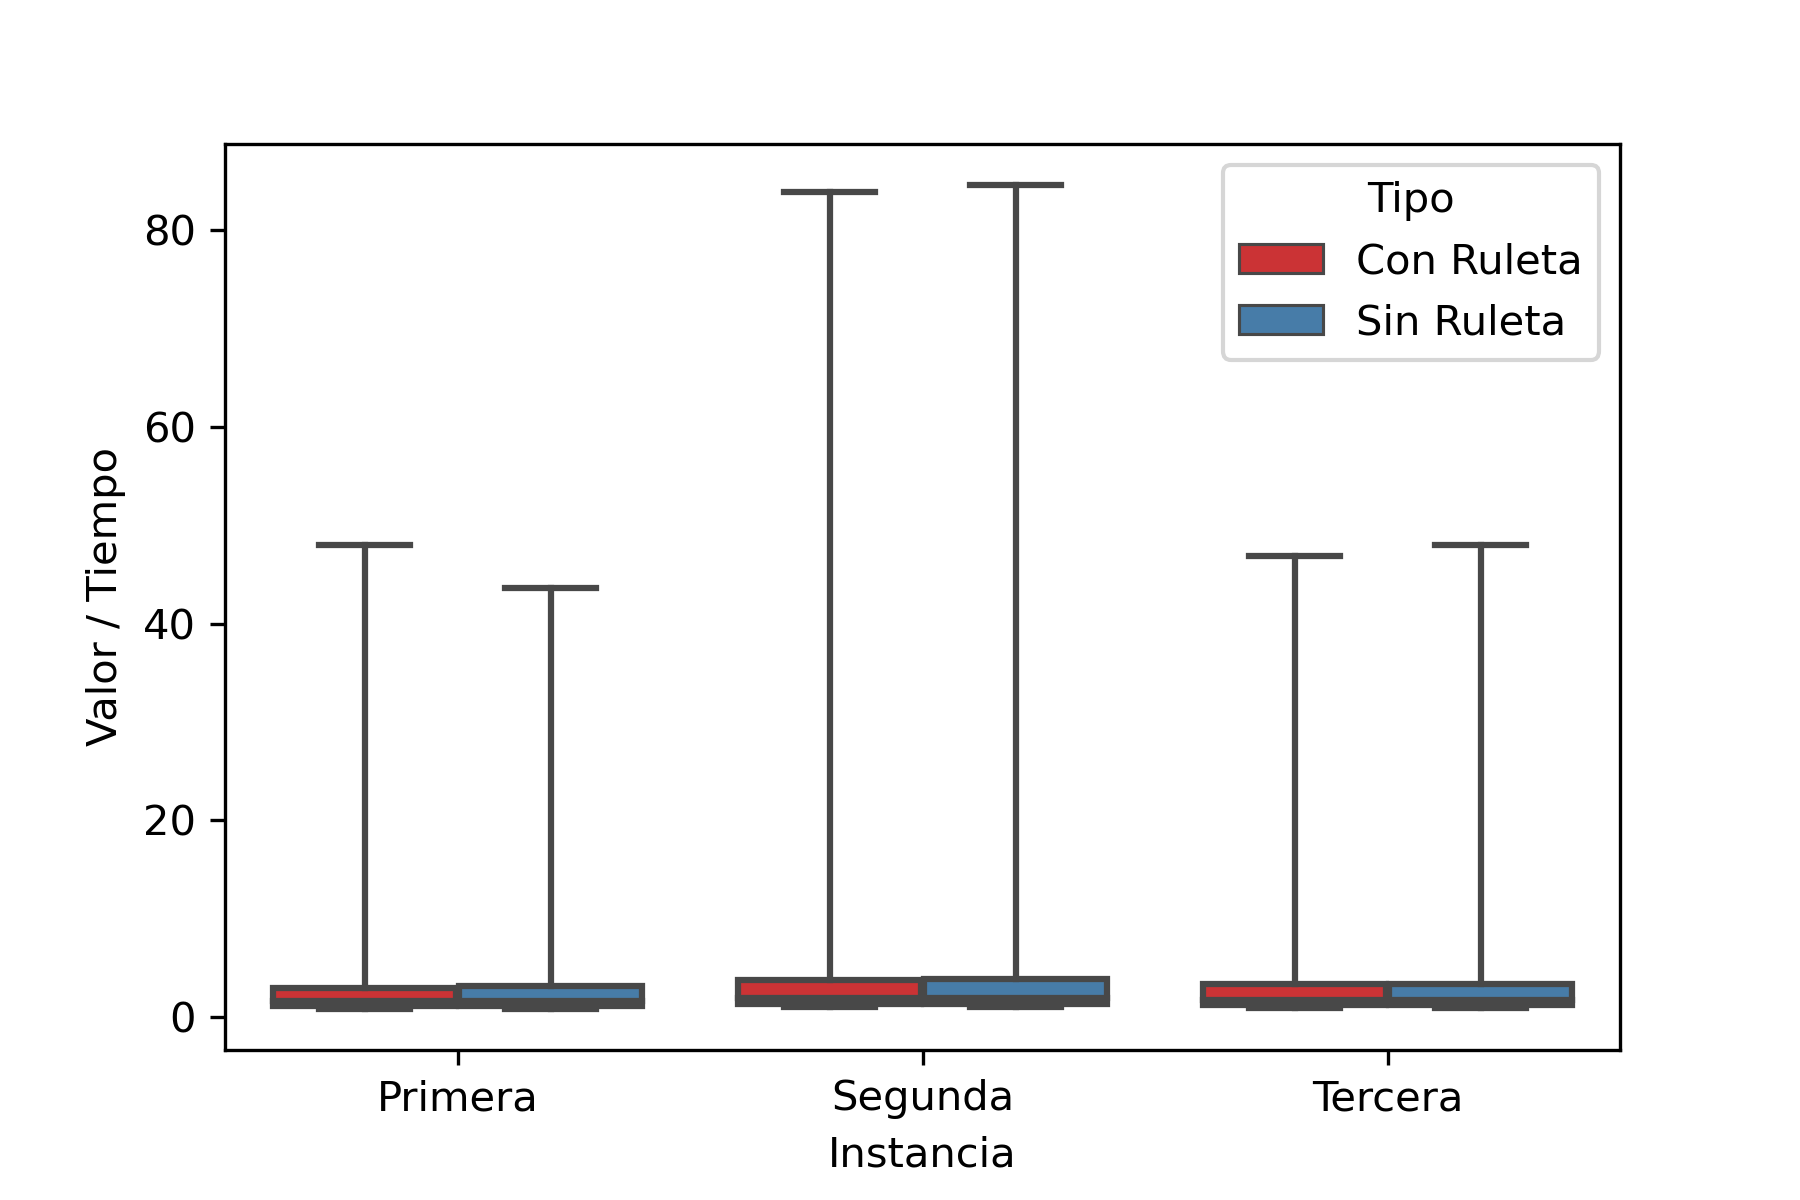 Tipo
Con Ruleta
Sin Ruleta
Valor / Tiempo
80
60
40
20
0
Primera Segunda Tercera
Instancia